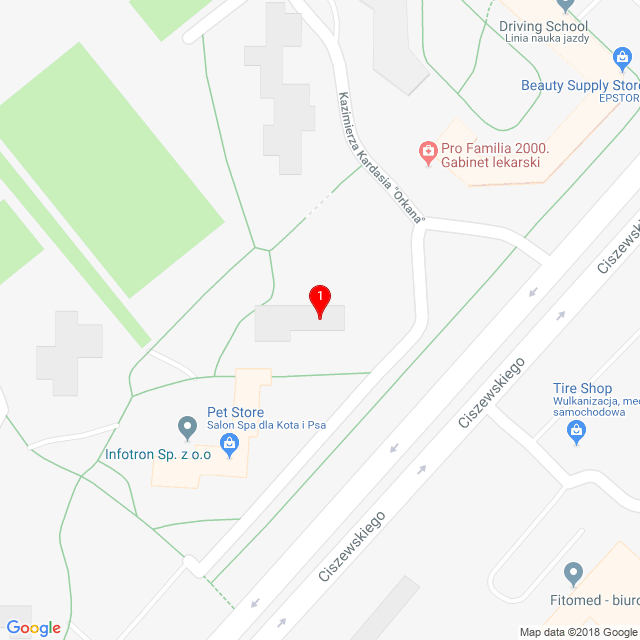 Driving School
Linia nauka jazdy
Beauty Supply Store
EPSTOR
Kazimierza Kardasia "Orkana"
Pro Familia 2000.
Gabinet lekarski
Ciszewskiego
1
Ciszewskiego
Tire Shop
Wulkanizacja, mec
samochodowa
Pet Store
Salon Spa dla Kota i Psa
Infotron Sp. z o.o
Ciszewskiego
Fitomed - biuro
Google
Map data ©2018 Google